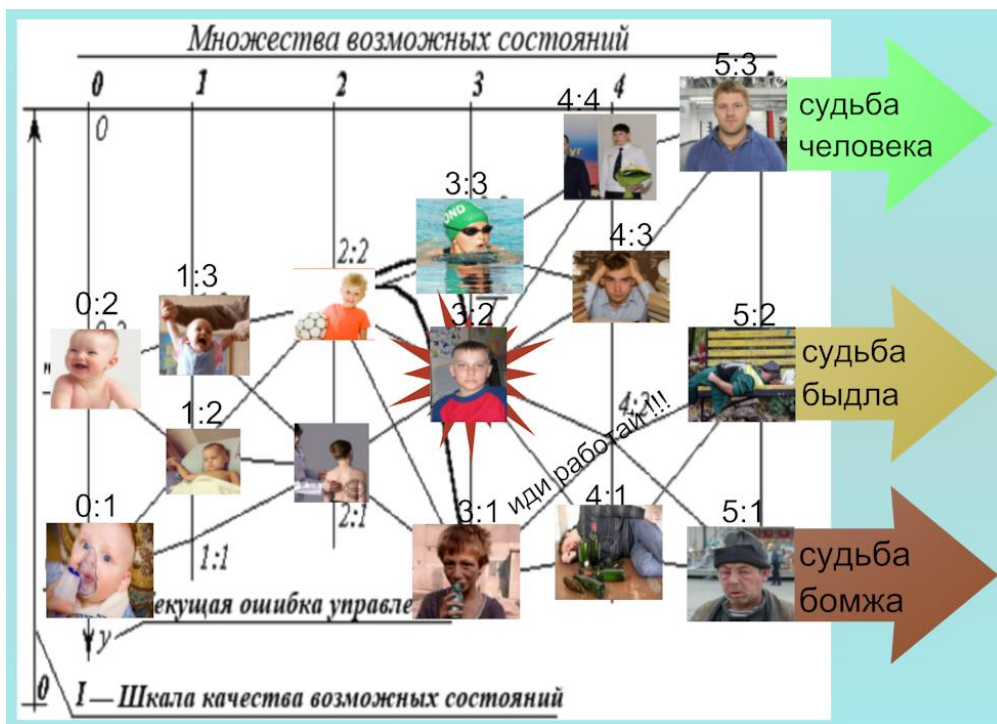 Множества возможных состояний
0 1 2 3 4
5:3
0
4:4
судьба
человека
3:3
2:2
4:3
1:3
0:2
3:2
5:2
судьба
быдла
1:2
4:2
иди работай !!!
0:1
2:1
3:1
4:1
5:1
1:1
судьба
бомжа
екущая ошибка управле
у
0
I — Шкала качества возможных состояний